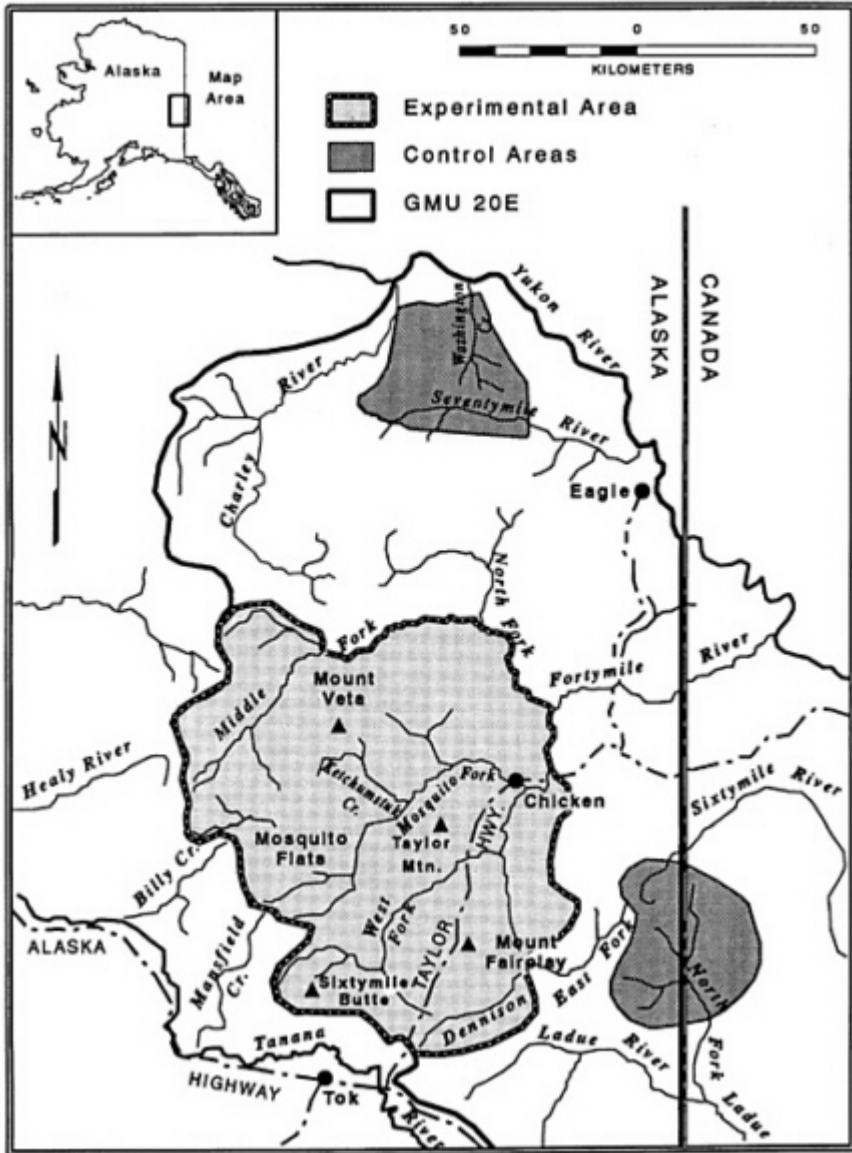 50 0 50
KILOMETERS
Alaska
Map
Area
Experimental Area
Control Areas
GMU 20E
Yukon
River
ALASKA
CANADA
Washington
Cr.
River
Charley
Seventymile
River
Eagle
N
North
Fork
Fork
Middle
Mount
Veta
Fortymile
River
Healy River
Ketchumstuk
Cr.
Mosquito Fork
Chicken
Sixtymile
River
Mosquito
Flats
Taylor
Mtn.
HWY
TAYLOR
Billy Cr.
West
Fork
Mansfield
Cr.
ALASKA
HIGHWAY
Mount
Fairplay
East Fork
Sixtymile
Butte
Dennison
North
Fork
Ladue
Ladue
River
Tanana
River
Tok